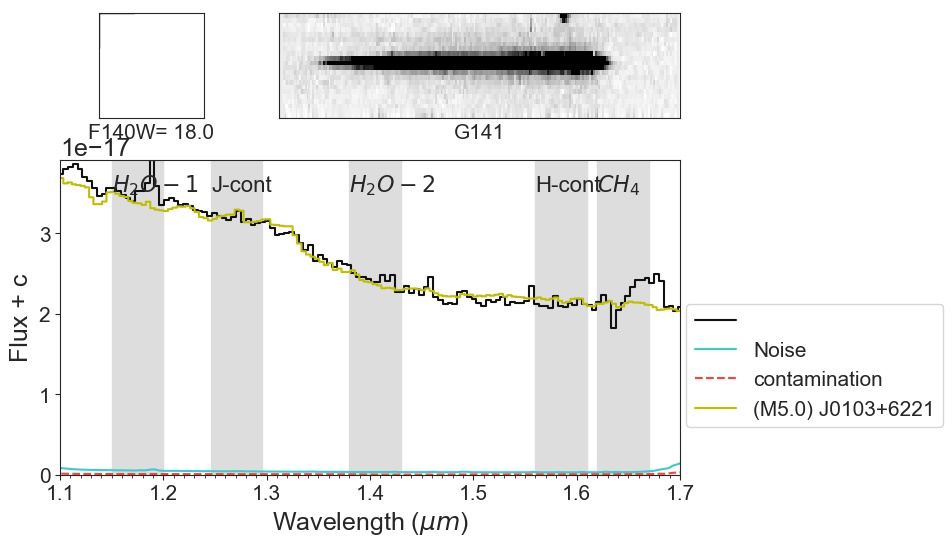 F140W= 18.0
G141
1e−17
H₂O − 1
J-cont
H₂O − 2
H-cont
CH₄
3
2
1
0
Flux + c
1.1
1.2
1.3
1.4
1.5
1.6
1.7
Wavelength (μm)
Noise
contamination
(M5.0) J0103+6221